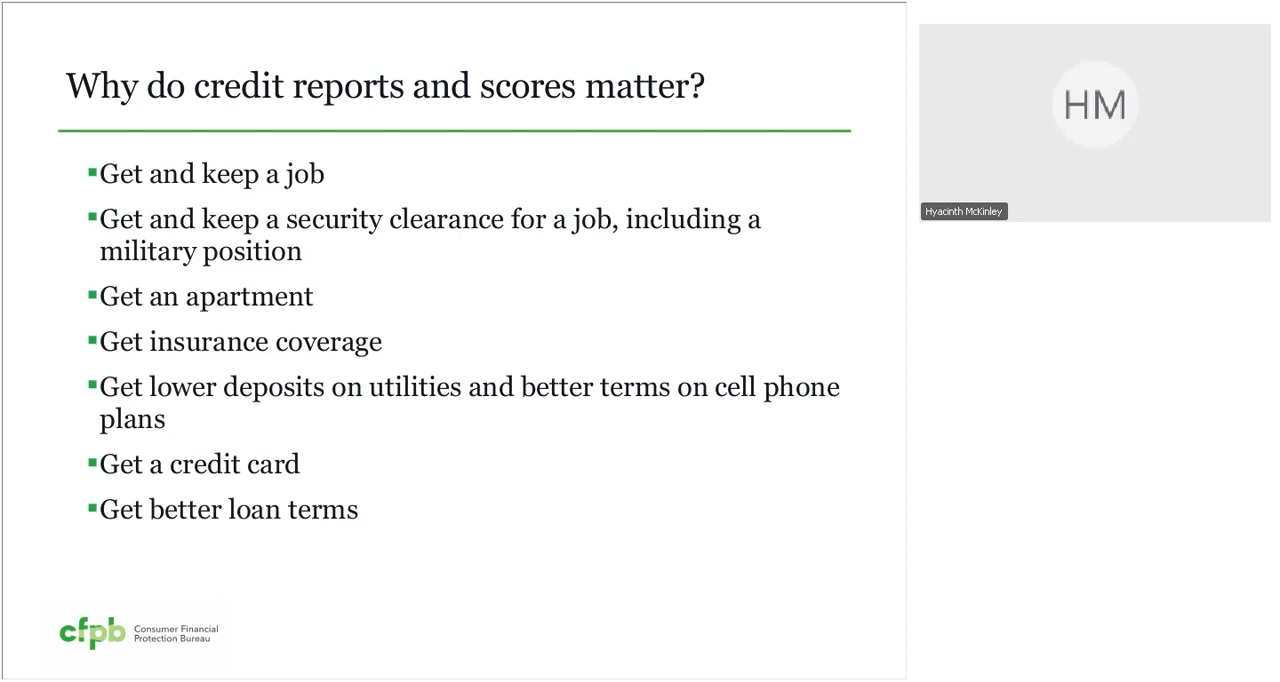 Why do credit reports and scores matter?
▪Get and keep a job
▪Get and keep a security clearance for a job, including a
military position
▪Get an apartment
▪Get insurance coverage
▪Get lower deposits on utilities and better terms on cell phone
plans
▪Get a credit card
▪Get better loan terms
cfpb Consumer Financial
Protection Bureau
HM
Hyacinth McKinley